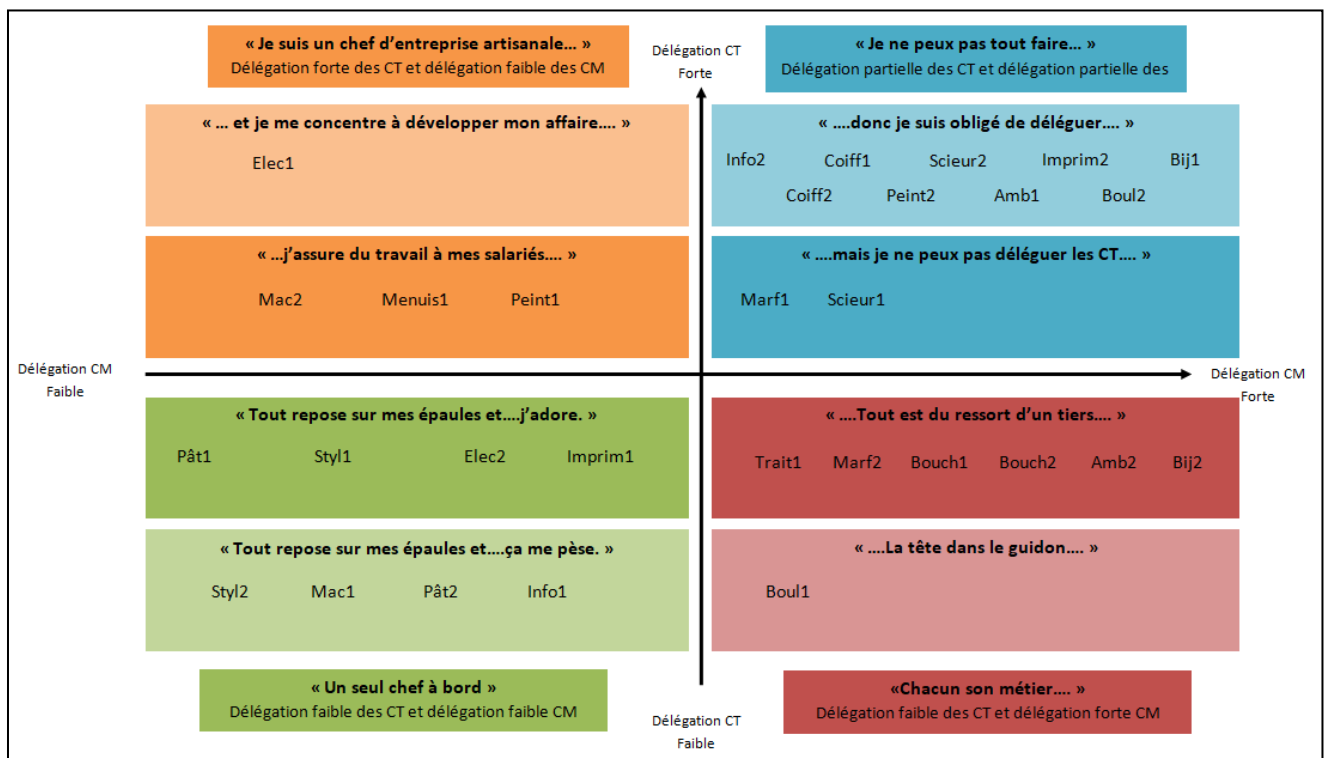 « Je suis un chef d'entreprise artisanale… »
Délégation forte des CT et délégation faible des CM
Délégation CT
Forte
« Je ne peux pas tout faire… »
Délégation partielle des CT et délégation partielle des
« … et je me concentre à développer mon affaire…. »
Elec1
« ….donc je suis obligé de déléguer…. »
Info2 Coiff1 Scieur2 Imprim2 Bij1
Coiff2 Peint2 Amb1 Boul2
« …j'assure du travail à mes salariés…. »
Mac2 Menuis1 Peint1
« ….mais je ne peux pas déléguer les CT…. »
Marf1 Scieur1
Délégation CM
Faible
Délégation CM
Forte
« Tout repose sur mes épaules et….j'adore. »
Pât1 Styl1 Elec2 Imprim1
« ….Tout est du ressort d'un tiers…. »
Trait1 Marf2 Bouch1 Bouch2 Amb2 Bij2
« Tout repose sur mes épaules et….ça me pèse. »
Styl2 Mac1 Pât2 Info1
« ….La tête dans le guidon…. »
Boul1
« Un seul chef à bord »
Délégation faible des CT et délégation faible CM
Délégation CT
Faible
«Chacun son métier…. »
Délégation faible des CT et délégation forte CM